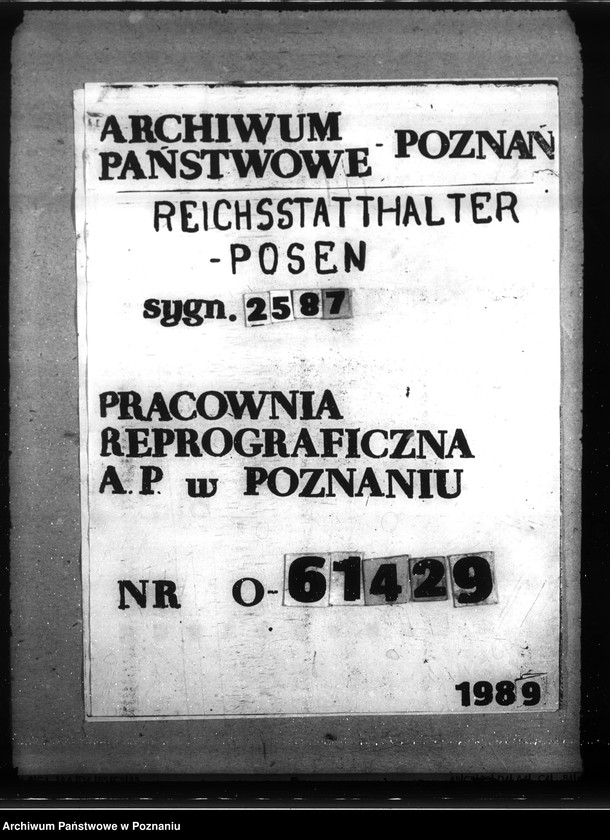 ARCHIWUM
PAŃSTWOWE - POZNAŃ
REICHSSTATTHALTER
-POSEN
sygn. 2587
PRACOWNIA
REPROGRAFICZNA
A.P. w POZNANIU
NR O-61429
1989
Archiwum Państwowe w Poznaniu